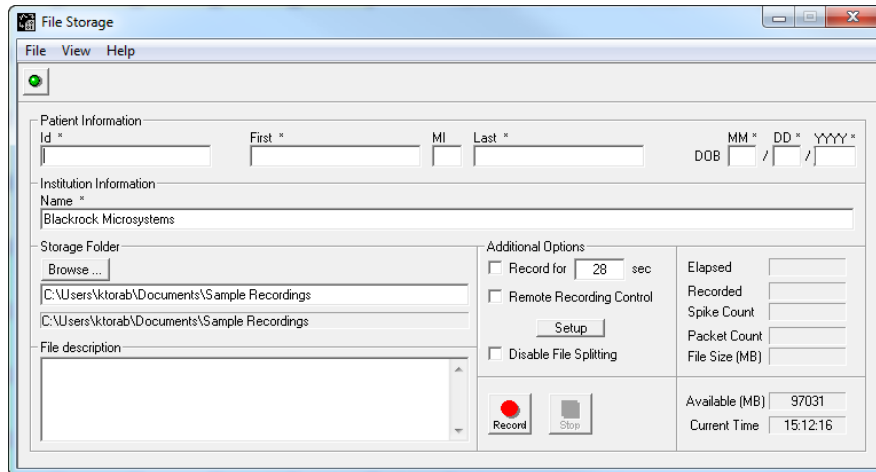 File Storage
File View Help
Patient Information
Id * First * MI Last * MM * DD * YYYY *
DOB / /
Institution Information
Name *
Blackrock Microsystems
Storage Folder
Browse ...
C:\Users\ktorab\Documents\Sample Recordings
C:\Users\ktorab\Documents\Sample Recordings
File description
Additional Options
Record for 28 sec
Remote Recording Control
Setup
Disable File Splitting
Record Stop
Elapsed
Recorded
Spike Count
Packet Count
File Size (MB)
Available (MB) 97031
Current Time 15:12:16